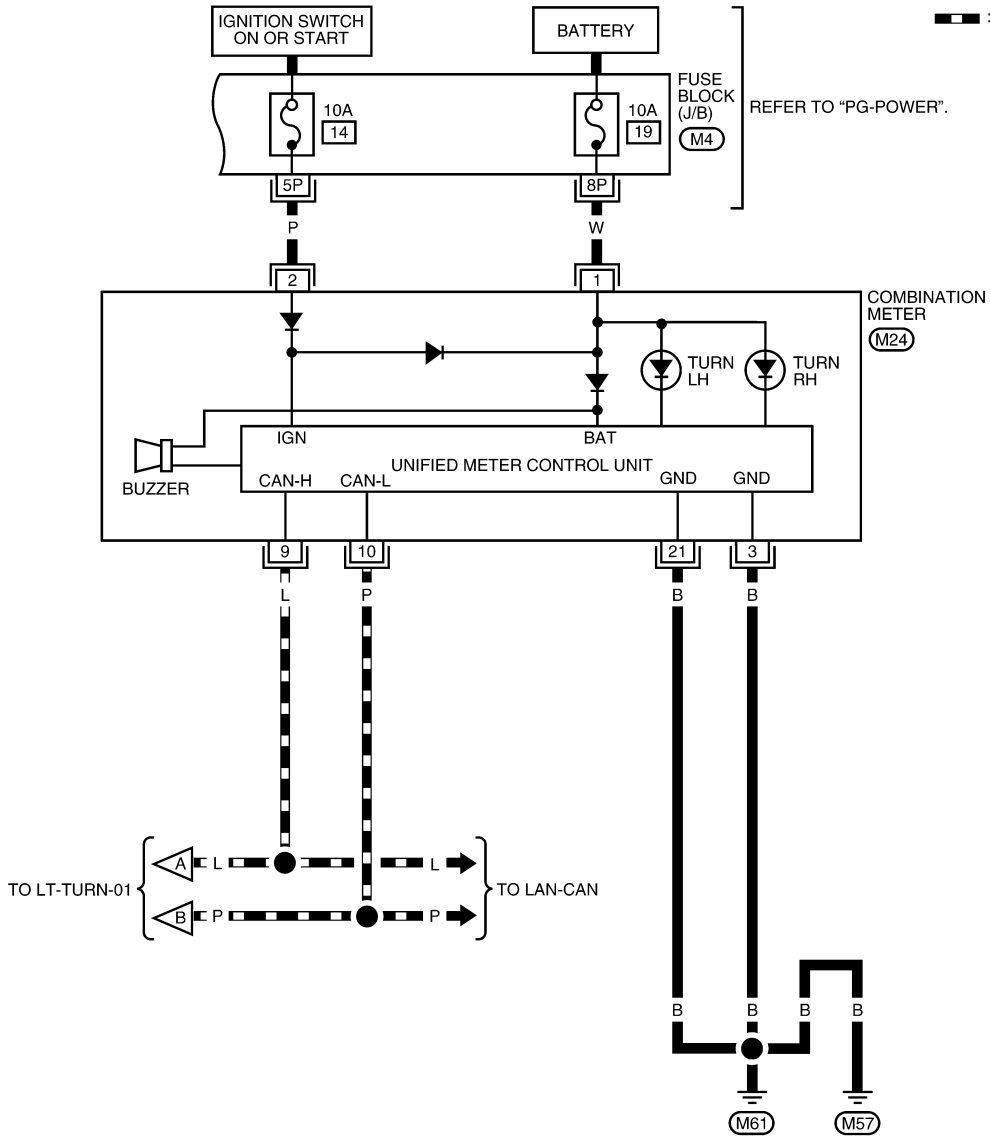 IGNITION SWITCH
ON OR START
BATTERY
:
10A
14
10A
19
FUSE
BLOCK
(J/B)
M4
REFER TO “PG-POWER”.
5P
8P
P
W
2
1
COMBINATION
METER
M24
TURN
LH
TURN
RH
IGN
BAT
BUZZER
UNIFIED METER CONTROL UNIT
CAN-H
CAN-L
GND
GND
9
10
21
3
L
P
B
B
A
L
L
TO LT-TURN-01
TO LAN-CAN
B
P
P
B
B
B
B
M61
M57